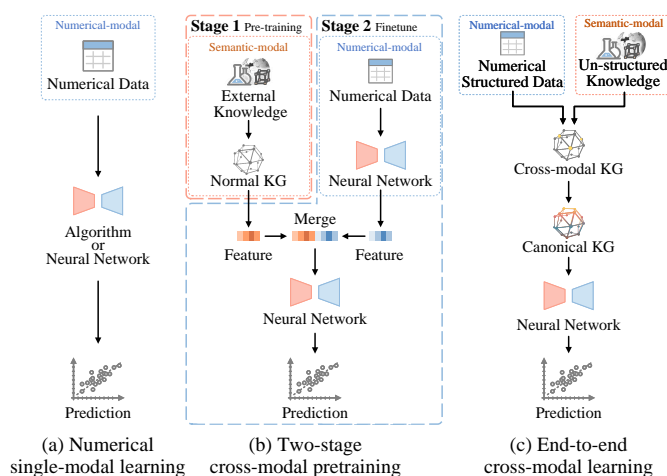 Numerical-modal
Numerical Data
Algorithm
or
Neural Network
Prediction
(a) Numerical
single-modal learning
Stage 1 Pre-training
Semantic-modal
External
Knowledge
Normal KG
Stage 2 Finetune
Numerical-modal
Numerical Data
Neural Network
Merge
Feature
Feature
Neural Network
Prediction
(b) Two-stage
cross-modal pretraining
Numerical-modal
Numerical
Structured Data
Semantic-modal
Un-structured
Knowledge
Cross-modal KG
Canonical KG
Neural Network
Prediction
(c) End-to-end
cross-modal learning